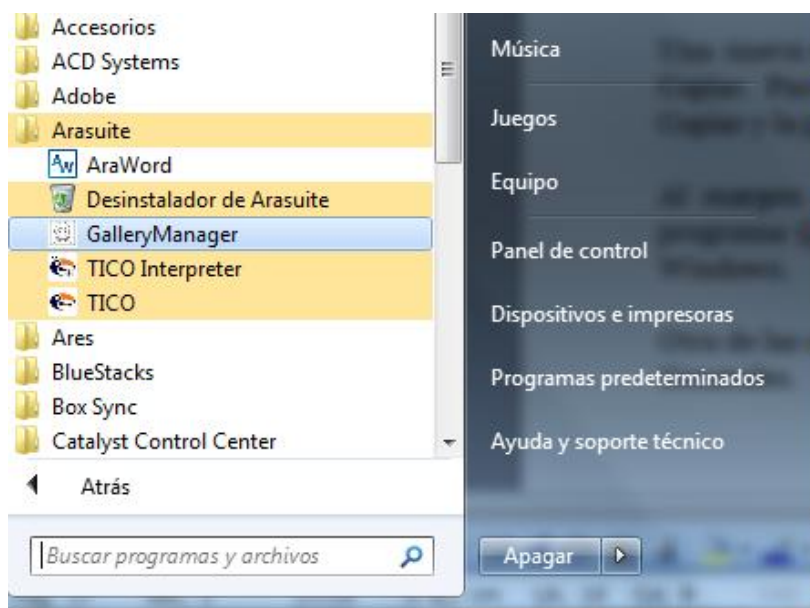 Accesorios
ACD Systems
Adobe
Arasuite
AraWord
Desinstalador de Arasuite
GalleryManager
TICO Interpreter
TICO
Ares
BlueStacks
Box Sync
Catalyst Control Center
Atrás
Buscar programas y archivos
Música
Juegos
Equipo
Panel de control
Dispositivos e impresoras
Programas predeterminados
Ayuda y soporte técnico
Apagar